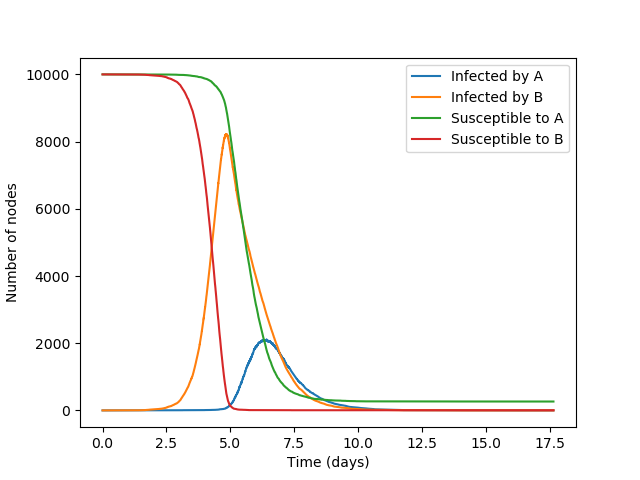 Number of nodes
10000
8000
6000
4000
2000
0
Infected by A
Infected by B
Susceptible to A
Susceptible to B
0.0 2.5 5.0 7.5 10.0 12.5 15.0 17.5
Time (days)